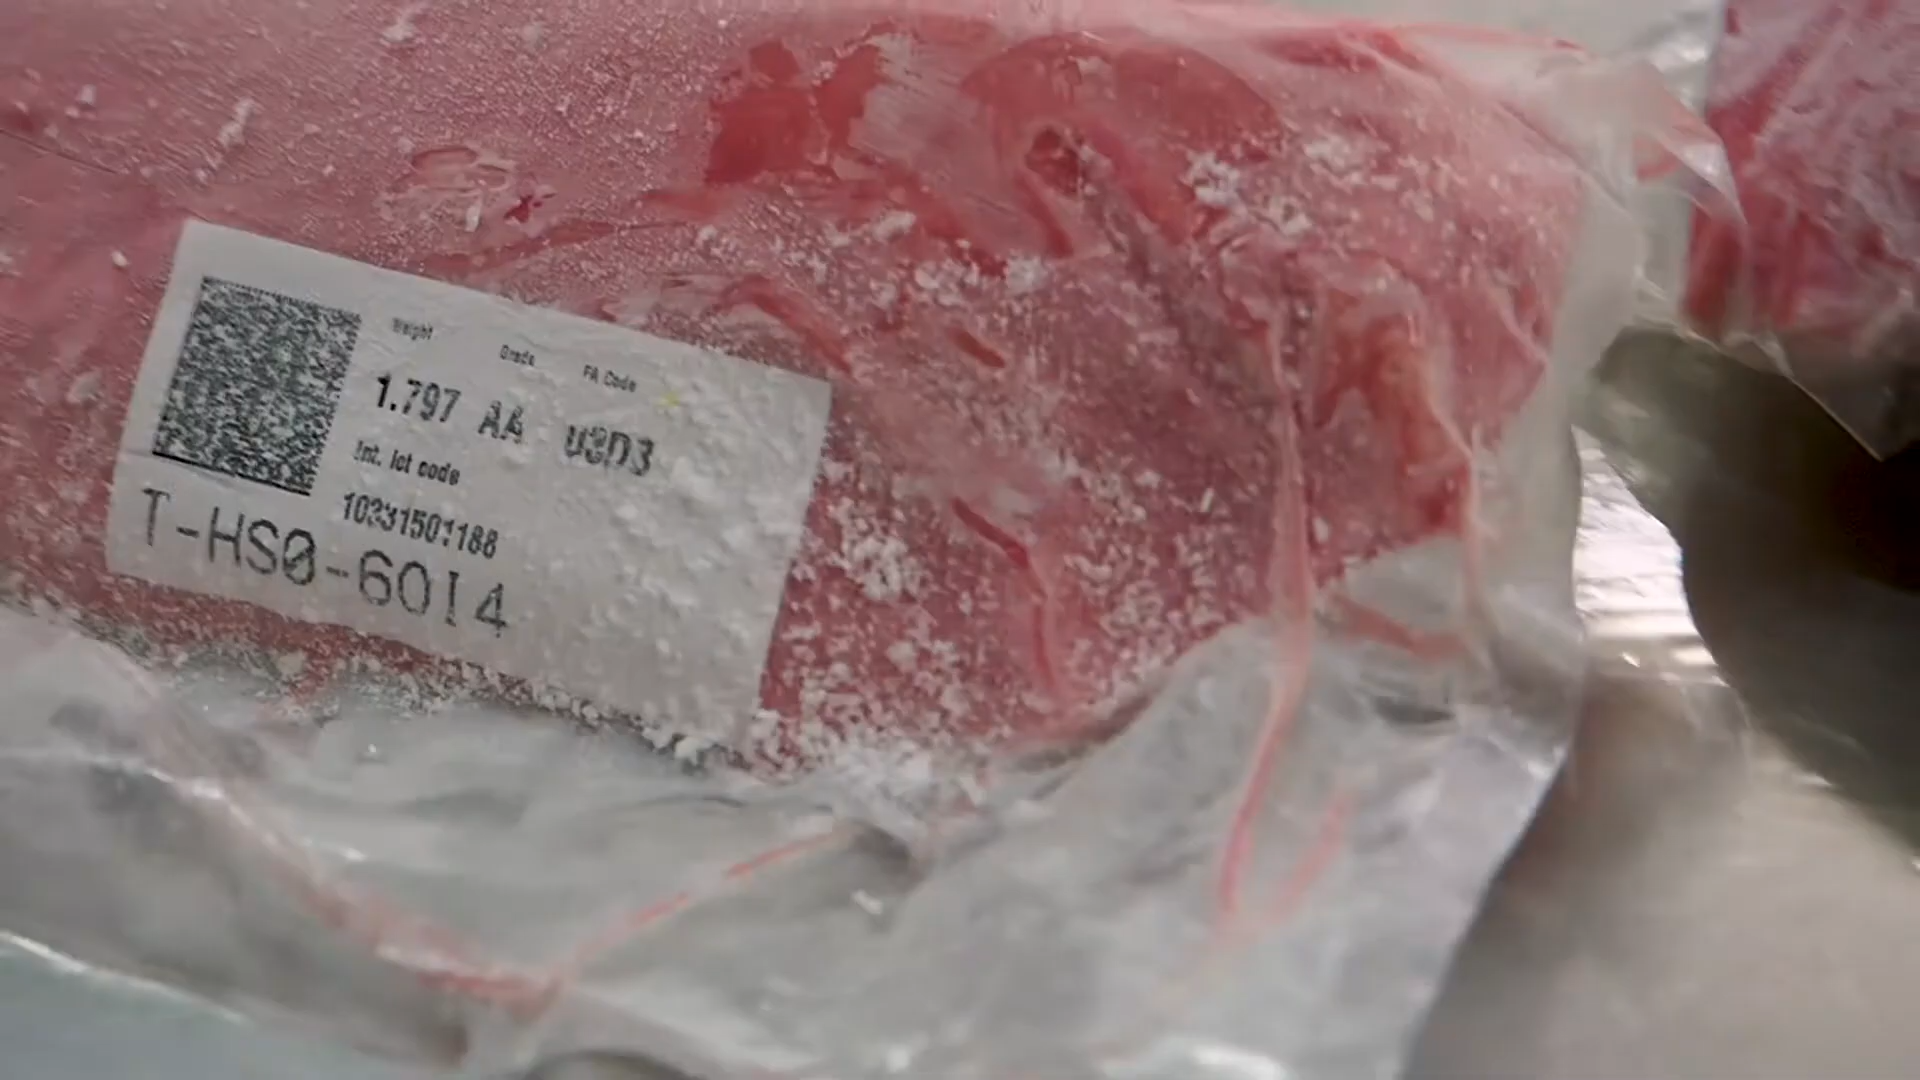 Weight Grade FA Code
1.797 AA u3D3
Int. lot code
10331501188
T-HS0-6014